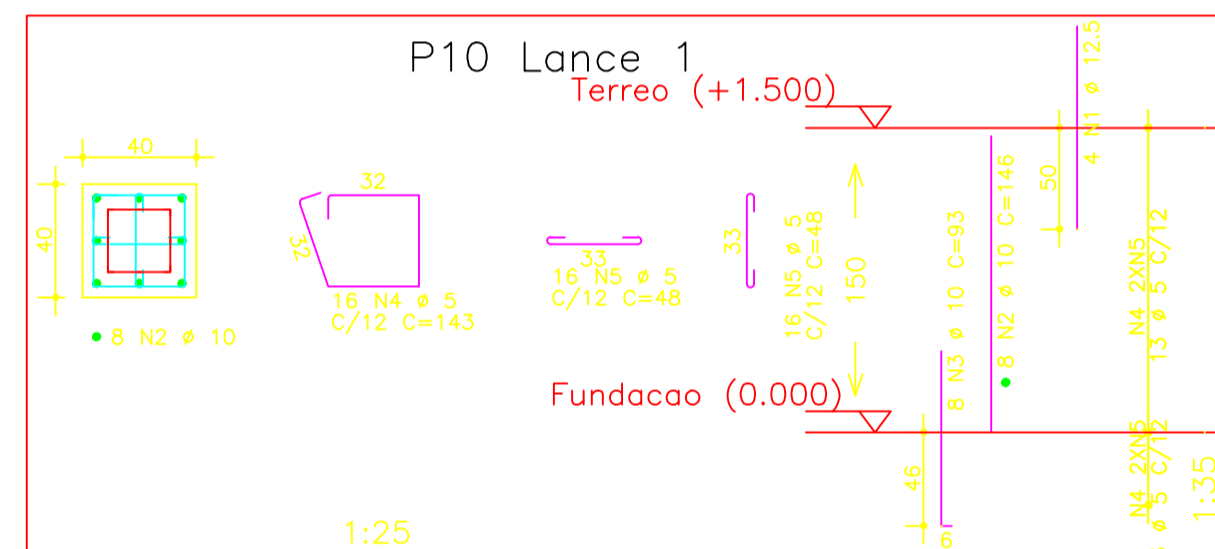 P10 Lance 1
Terreo (+1.500)
40
40
8 N2 ø 10
32
32
16 N4 ø 5
C/12 C=143
33
16 N5 ø 5
C/12 C=48
33
16 N5 ø 5
C/12 C=48
150
Fundacao (0.000)
8 N3 ø 10 C=93
8 N2 ø 10 C=146
50
4 N1 ø 12.5
N4 2XN5
13 ø 5 C/12
46
6
N4 2XN5
ø 5 C/12
1:25
1:35